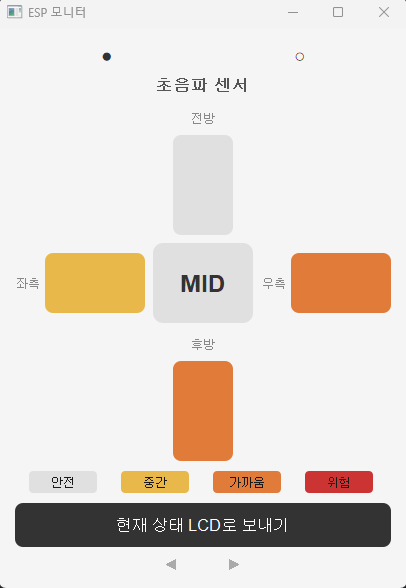 ESP 모니터
초음파 센서
전방
좌측
MID
우측
후방
안전 중간 가까움 위험
현재 상태 LCD로 보내기